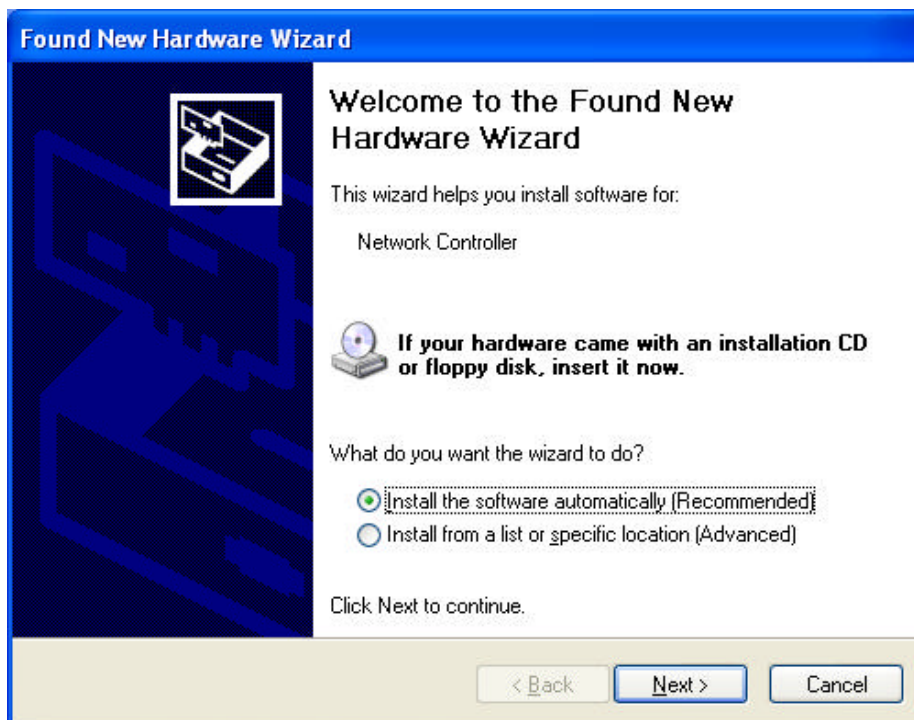 Found New Hardware Wizard
Welcome to the Found New
Hardware Wizard
This wizard helps you install software for:
Network Controller
If your hardware came with an installation CD
or floppy disk, insert it now.
What do you want the wizard to do?
Install the software automatically (Recommended)
Install from a list or specific location (Advanced)
Click Next to continue.
< Back
Next >
Cancel